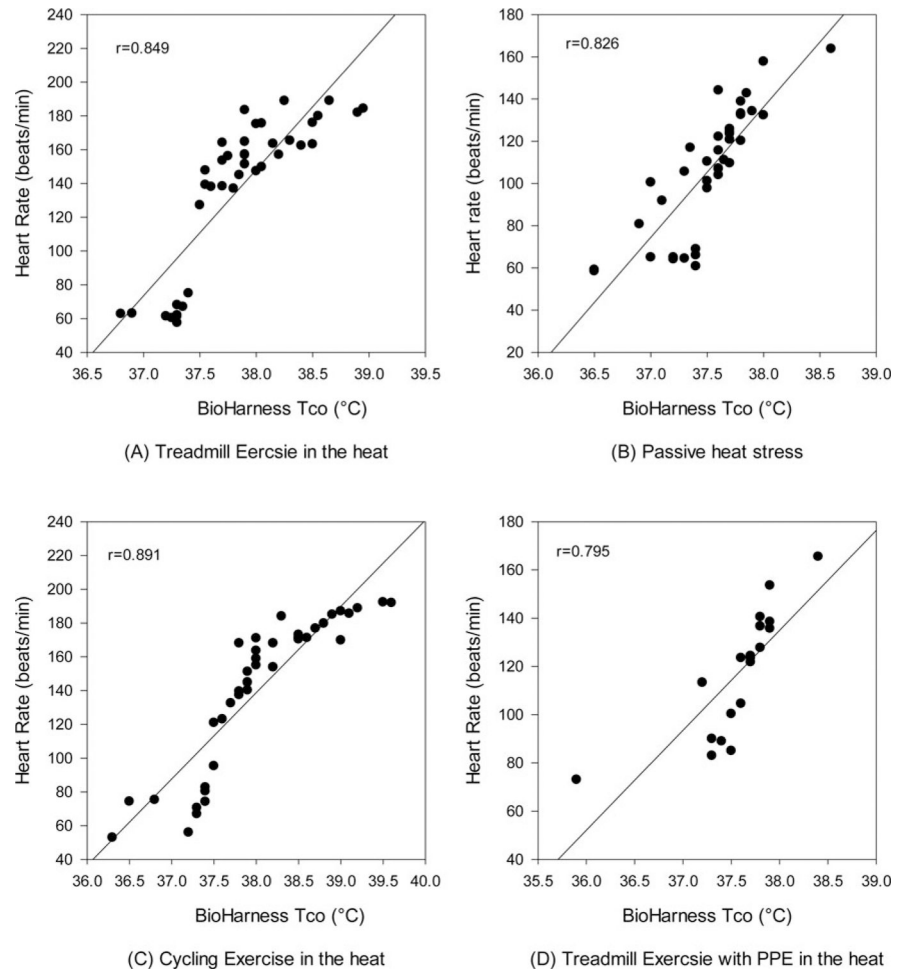 240
220
200
180
160
140
120
100
80
60
40
r=0.849
Heart Rate (beats/min)
36.5 37.0 37.5 38.0 38.5 39.0 39.5
BioHarness Tco (°C)
(A) Treadmill Eercsie in the heat
180
160
140
120
100
80
60
40
20
r=0.826
Heart rate (beats/min)
36.0 36.5 37.0 37.5 38.0 38.5 39.0
BioHarness Tco (°C)
(B) Passive heat stress
240
220
200
180
160
140
120
100
80
60
40
r=0.891
Heart Rate (beats/min)
36.0 36.5 37.0 37.5 38.0 38.5 39.0 39.5 40.0
BioHarness Tco (°C)
(C) Cycling Exercise in the heat
180
160
140
120
100
80
60
40
r=0.795
Heart Rate (beats/min)
35.5 36.0 36.5 37.0 37.5 38.0 38.5 39.0
BioHarness Tco (°C)
(D) Treadmill Exercsie with PPE in the heat